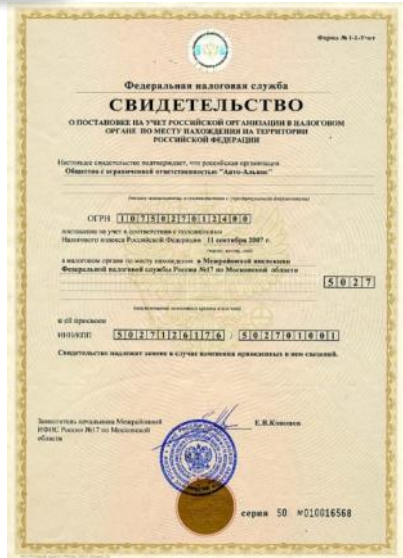 Форма № 1-1-Учет
Федеральная налоговая служба
СВИДЕТЕЛЬСТВО
О ПОСТАНОВКЕ НА УЧЕТ РОССИЙСКОЙ ОРГАНИЗАЦИИ В НАЛОГОВОМ
ОРГАНЕ ПО МЕСТУ НАХОЖДЕНИЯ НА ТЕРРИТОРИИ
РОССИЙСКОЙ ФЕДЕРАЦИИ
Настоящее свидетельство подтверждает, что российская организация
Общество с ограниченной ответственностью
ОГРН 1075027012400
поставлена на учет в соответствии с положениями
Налогового кодекса Российской Федерации 11 сентября 2007 г.
в налоговом органе по месту нахождения в Межрайонной инспекции
Федеральной налоговой службы России №17 по Московской области
5027
и ей присвоен
ИНН/КПП 5027126176 / 502701001
Свидетельство подлежит замене в случае изменения приведенных в нем сведений.
Заместитель начальника Межрайонной
ИФНС России №17 по Московской
области
Е.В.Кононов
серия 50 №010016568